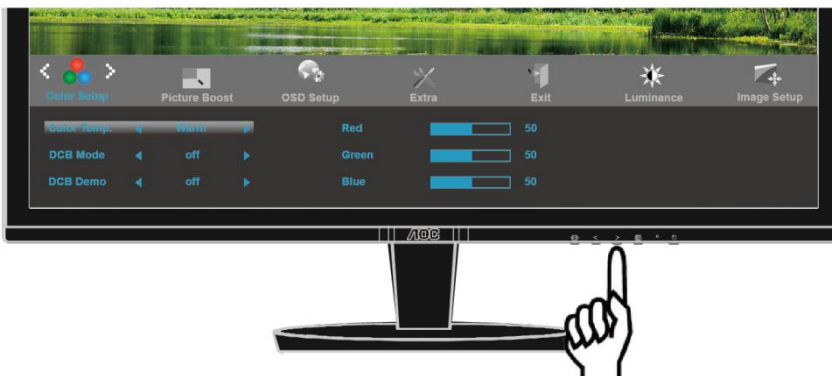 Color Setup Picture Boost OSD Setup Extra Exit Luminance Image Setup
Color Temp. Warm Red 50
DCB Mode off Green 50
DCB Demo off Blue 50
AOC